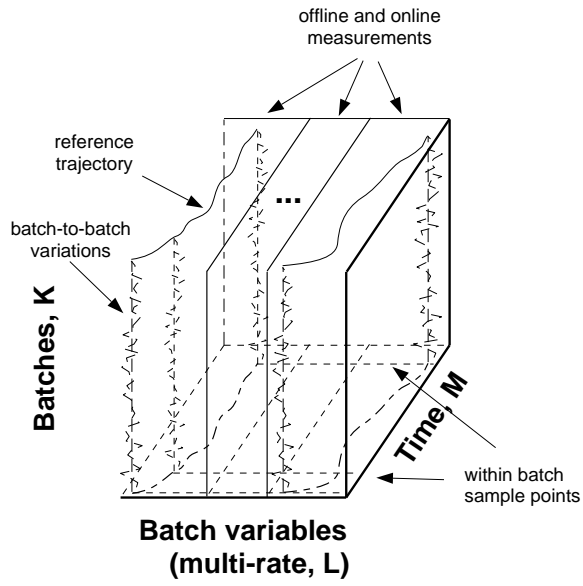 offline and online
measurements
reference
trajectory
...
batch-to-batch
variations
Batches, K
Time, M
within batch
sample points
Batch variables
(multi-rate, L)